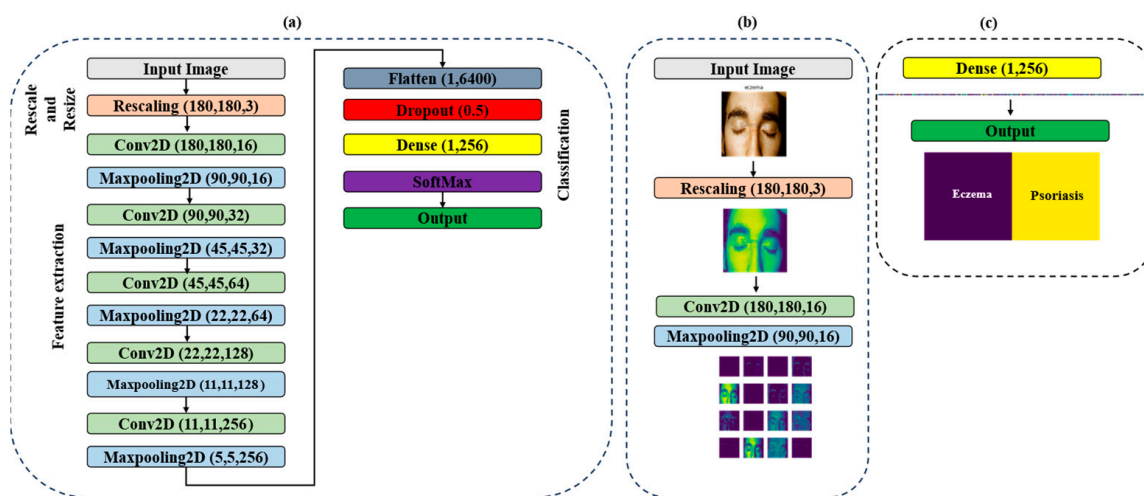 (a)
Rescale and
Resize
Feature extraction
Input Image
Rescaling (180,180,3)
Conv2D (180,180,16)
Maxpooling2D (90,90,16)
Conv2D (90,90,32)
Maxpooling2D (45,45,32)
Conv2D (45,45,64)
Maxpooling2D (22,22,64)
Conv2D (22,22,128)
Maxpooling2D (11,11,128)
Conv2D (11,11,256)
Maxpooling2D (5,5,256)
Flatten (1,6400)
Dropout (0.5)
Dense (1,256)
SoftMax
Output
Classification
(b)
Input Image
eczema
Rescaling (180,180,3)
Conv2D (180,180,16)
Maxpooling2D (90,90,16)
(c)
Dense (1,256)
Output
Eczema
Psoriasis